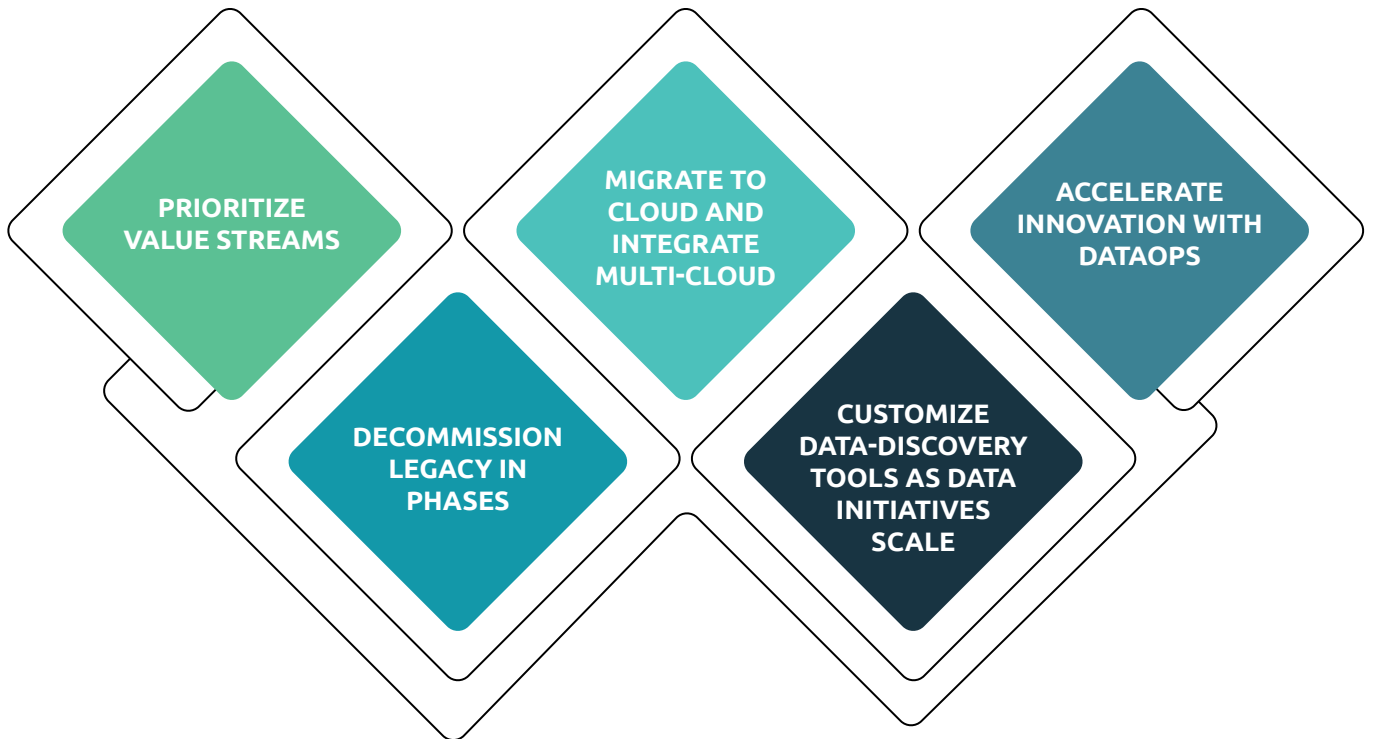 PRIORITIZE
VALUE STREAMS
DECOMMISSION
LEGACY IN
PHASES
MIGRATE TO
CLOUD AND
INTEGRATE
MULTI-CLOUD
CUSTOMIZE
DATA-DISCOVERY
TOOLS AS DATA
INITIATIVES
SCALE
ACCELERATE
INNOVATION WITH
DATAOPS